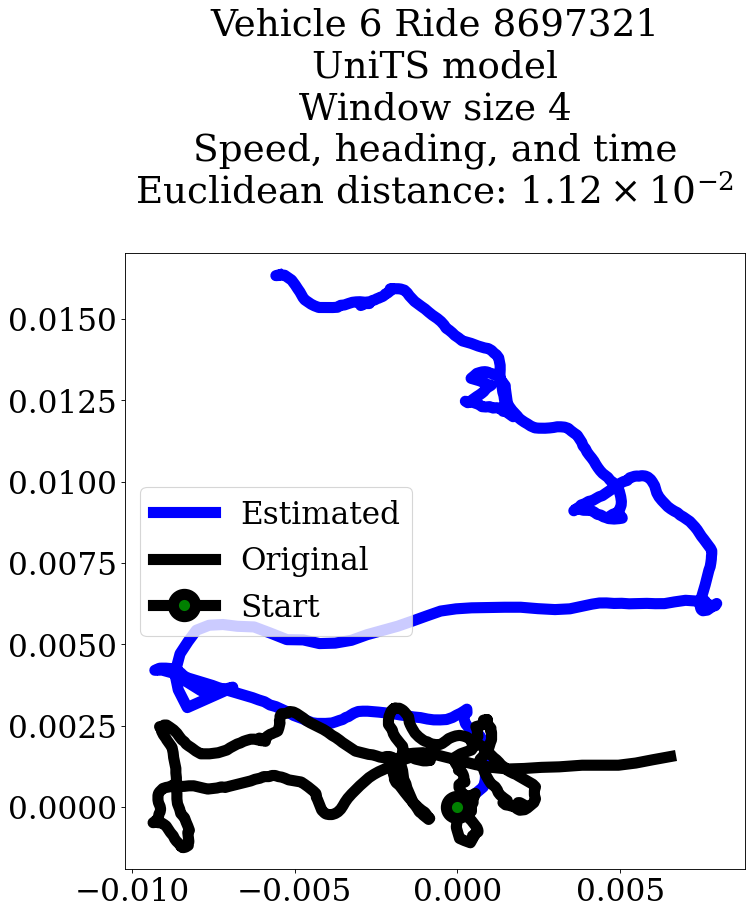 Vehicle 6 Ride 8697321
UniTS model
Window size 4
Speed, heading, and time
Euclidean distance: 1.12 × 10⁻²
0.0150
0.0125
0.0100
0.0075
0.0050
0.0025
0.0000
Estimated
Original
Start
−0.010 −0.005 0.000 0.005